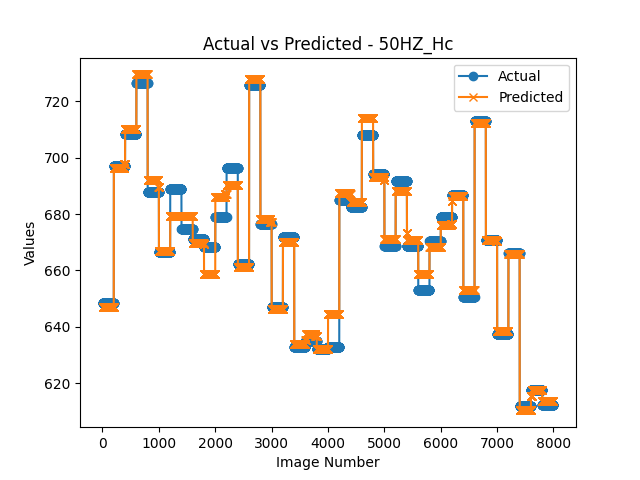 Actual vs Predicted - 50HZ_Hc
Actual
Predicted
720
700
680
660
640
620
Values
0 1000 2000 3000 4000 5000 6000 7000 8000
Image Number